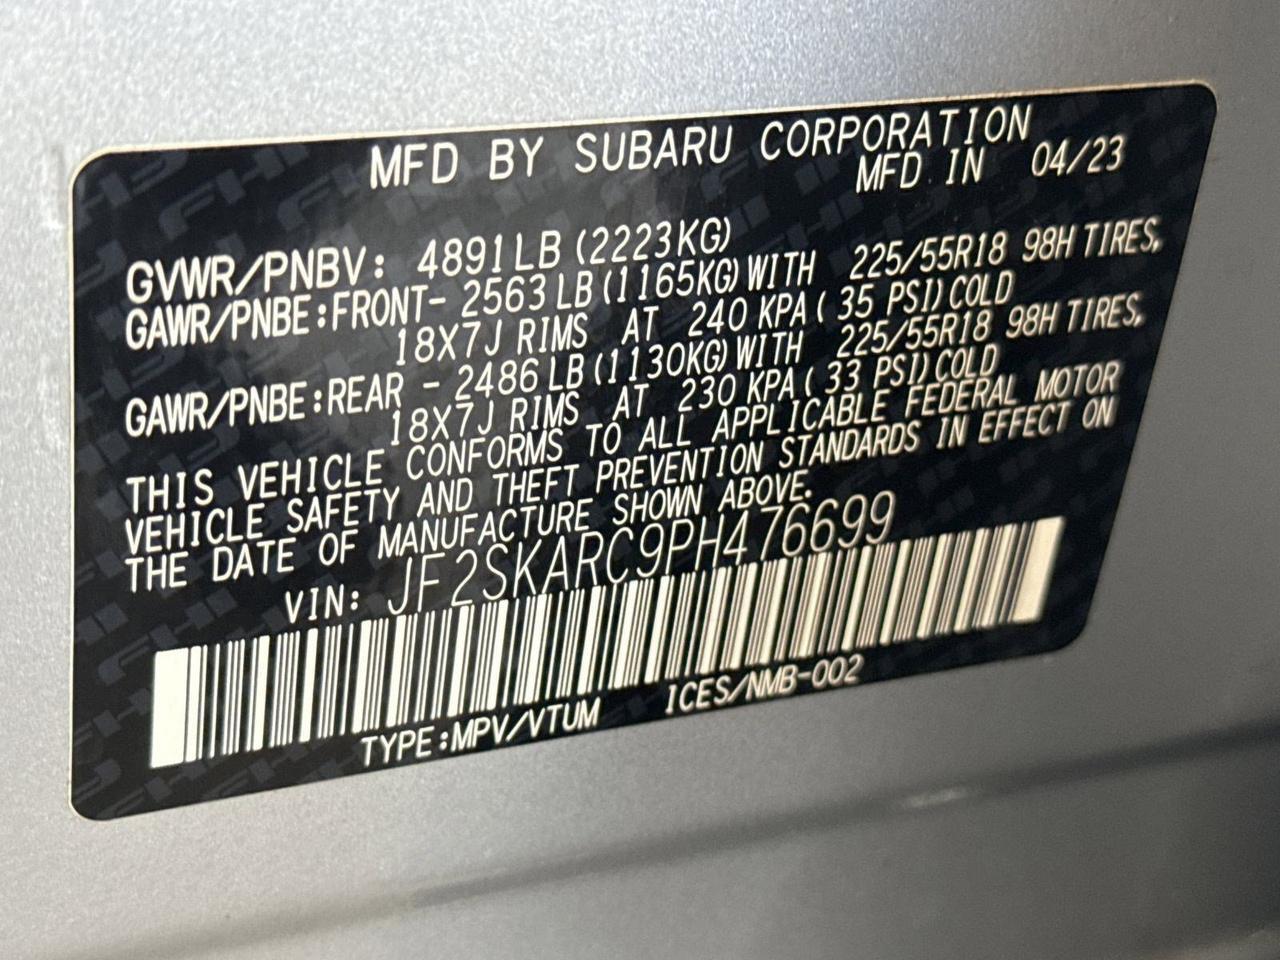 MFD BY SUBARU CORPORATION
MFD IN 04/23
GVWR/PNBV: 4891LB (2223KG)
GAWR/PNBE:FRONT- 2563LB(1165KG)WITH 225/55R18 98H TIRES,
18X7J RIMS AT 240 KPA( 35 PSI)COLD
GAWR/PNBE:REAR - 2486LB(1130KG)WITH 225/55R18 98H TIRES,
18X7J RIMS AT 230 KPA( 33 PSI)COLD
THIS VEHICLE CONFORMS TO ALL APPLICABLE FEDERAL MOTOR
VEHICLE SAFETY AND THEFT PREVENTION STANDARDS IN EFFECT ON
THE DATE OF MANUFACTURE SHOWN ABOVE.
VIN: JF2SKARC9PH476699
TYPE:MPV/VTUM ICES/NMB-002